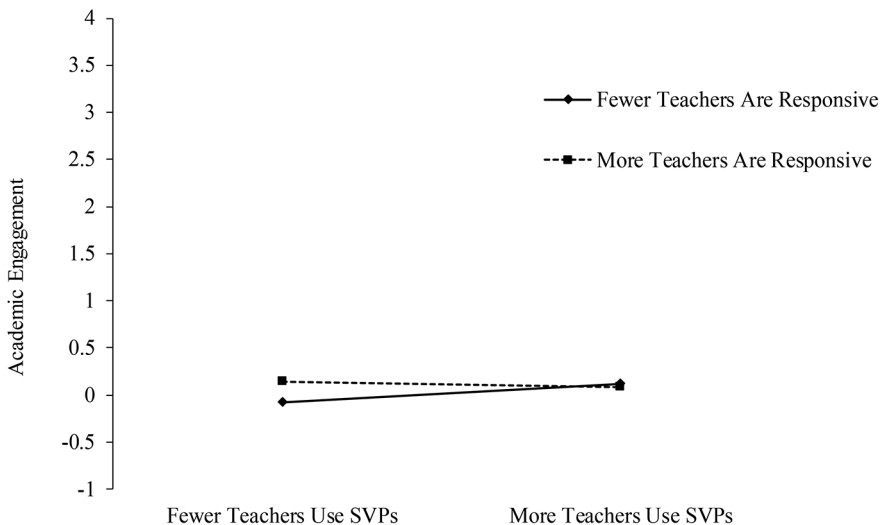 4
3.5
3
2.5
2
1.5
1
0.5
0
-0.5
-1
Academic Engagement
Fewer Teachers Are Responsive
More Teachers Are Responsive
Fewer Teachers Use SVPs
More Teachers Use SVPs